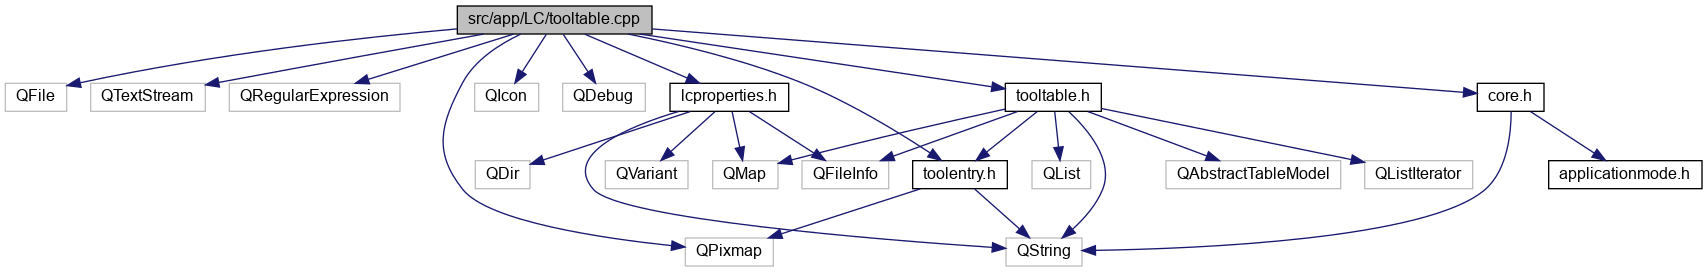 src/app/LC/tooltable.cpp
QFile
QTextStream
QRegularExpression
QIcon
QDebug
lcproperties.h
tooltable.h
core.h
QDir
QVariant
QMap
QFileInfo
toolentry.h
QList
QAbstractTableModel
QListIterator
applicationmode.h
QPixmap
QString